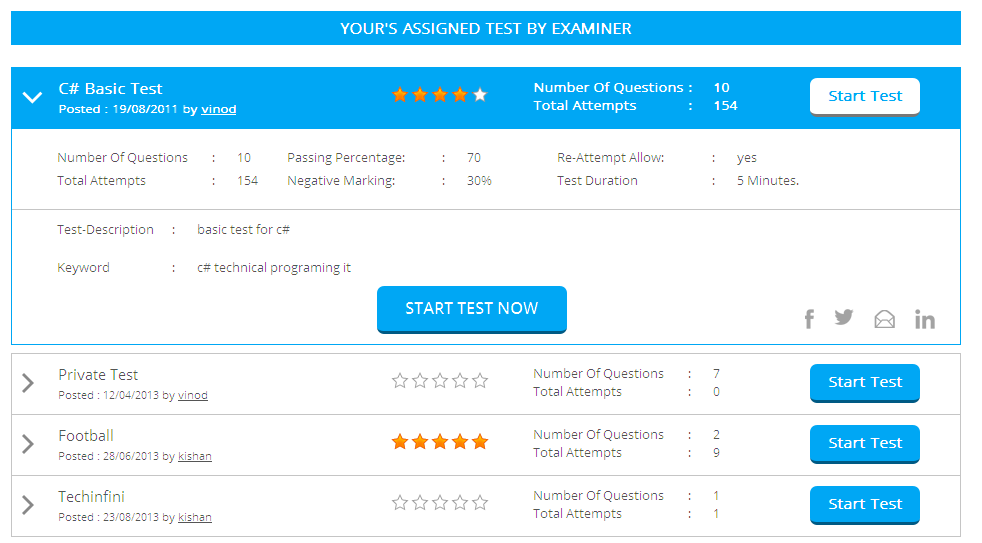 YOUR'S ASSIGNED TEST BY EXAMINER
C# Basic Test
Posted : 19/08/2011 by vinod
Number Of Questions : 10
Total Attempts : 154
Start Test
Number Of Questions : 10 Passing Percentage: : 70 Re-Attempt Allow: : yes
Total Attempts : 154 Negative Marking: : 30% Test Duration : 5 Minutes.
Test-Description : basic test for c#
Keyword : c# technical programing it
START TEST NOW
Private Test
Posted : 12/04/2013 by vinod
Number Of Questions : 7
Total Attempts : 0
Start Test
Football
Posted : 28/06/2013 by kishan
Number Of Questions : 2
Total Attempts : 9
Start Test
Techinfini
Posted : 23/08/2013 by kishan
Number Of Questions : 1
Total Attempts : 1
Start Test